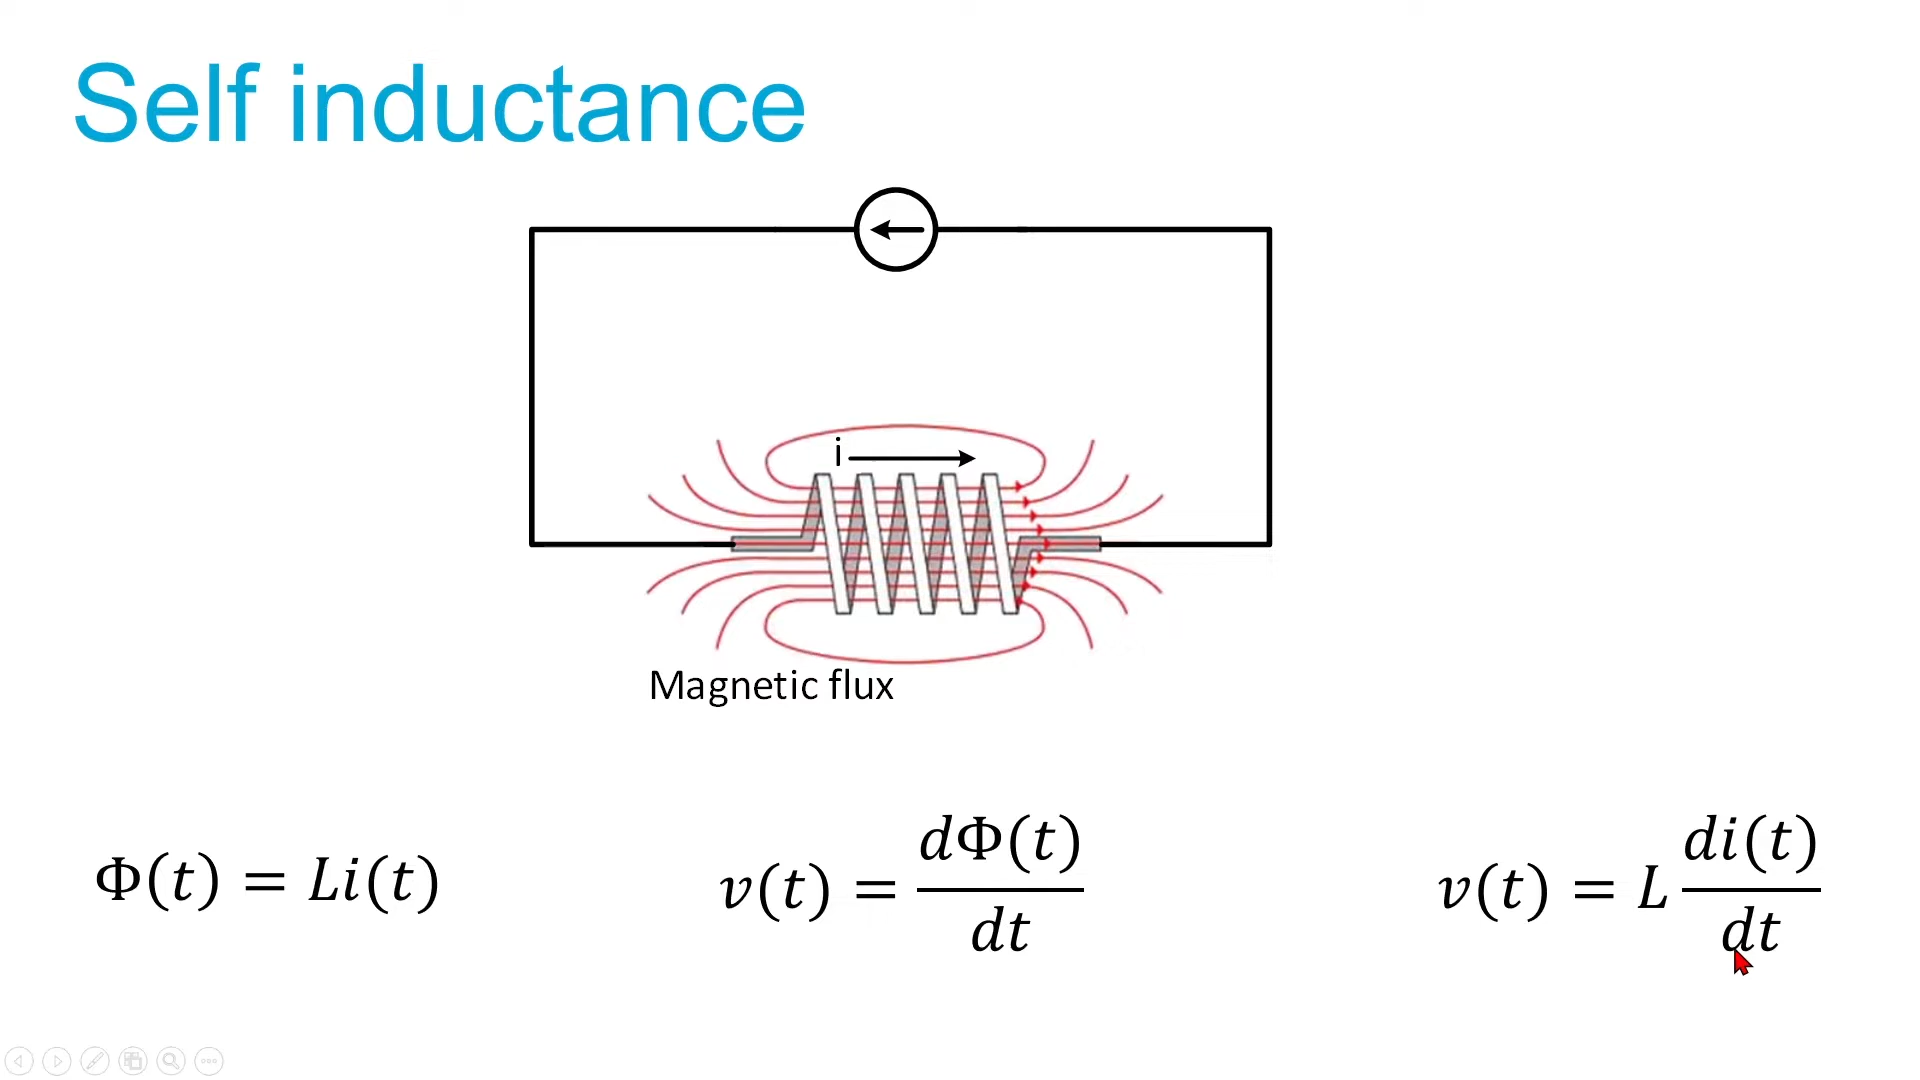 Self inductance
i
Magnetic flux
Φ(t) = Li(t)
v(t) = dΦ(t)/dt
v(t) = L di(t)/dt